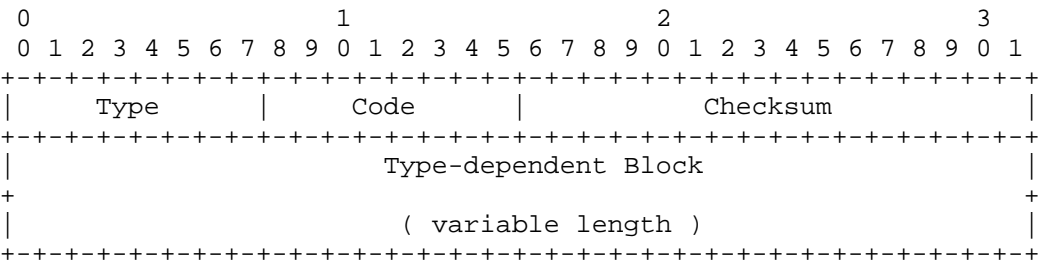 0                   1                   2                   3
 0 1 2 3 4 5 6 7 8 9 0 1 2 3 4 5 6 7 8 9 0 1 2 3 4 5 6 7 8 9 0 1
+-+-+-+-+-+-+-+-+-+-+-+-+-+-+-+-+-+-+-+-+-+-+-+-+-+-+-+-+-+-+-+-+
|     Type      |     Code      |           Checksum            |
+-+-+-+-+-+-+-+-+-+-+-+-+-+-+-+-+-+-+-+-+-+-+-+-+-+-+-+-+-+-+-+-+
|                       Type-dependent Block                    |
+                                                               +
|                        ( variable length )                    |
+-+-+-+-+-+-+-+-+-+-+-+-+-+-+-+-+-+-+-+-+-+-+-+-+-+-+-+-+-+-+-+-+